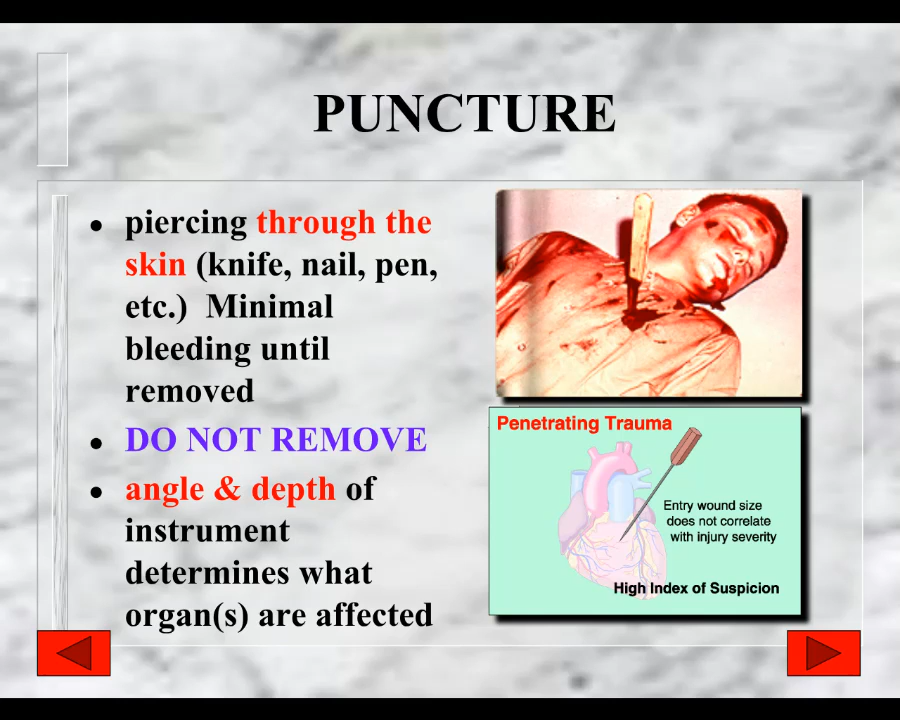 PUNCTURE
piercing through the
skin (knife, nail, pen,
etc.) Minimal
bleeding until
removed
DO NOT REMOVE
angle & depth of
instrument
determines what
organ(s) are affected
Penetrating Trauma
Entry wound size
does not correlate
with injury severity
High Index of Suspicion